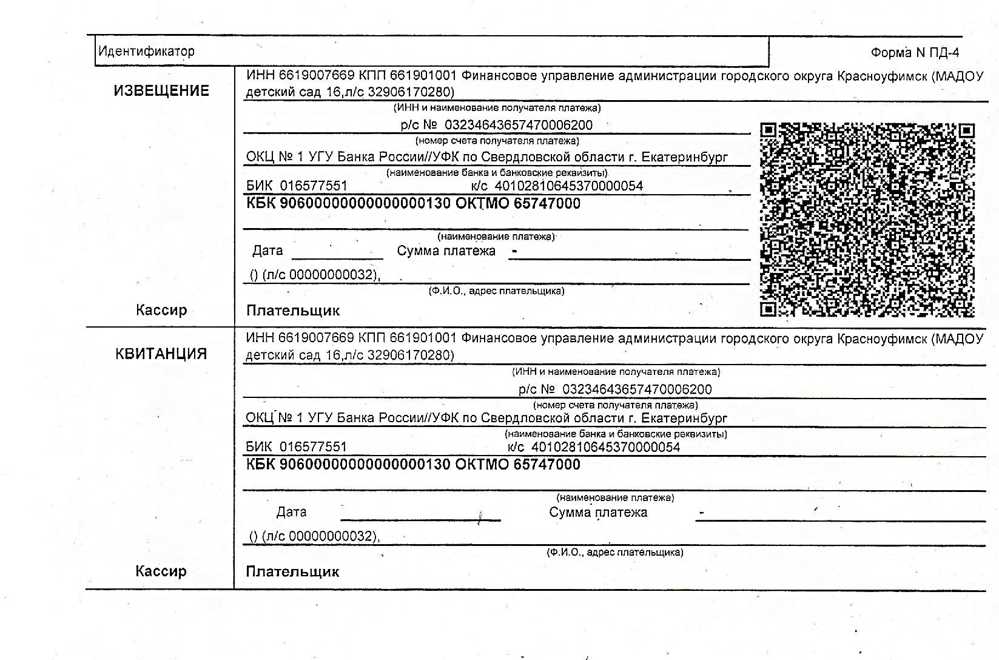 Идентификатор
Форма N ПД-4
ИЗВЕЩЕНИЕ
ИНН 6619007669 КПП 661901001 Финансовое управление администрации городского округа Красноуфимск (МАДОУ
детский сад 16,л/с 32906170280)
(ИНН и наименование получателя платежа)
р/с № 03234643657470006200
(номер счета получателя платежа)
ОКЦ № 1 УГУ Банка России//УФК по Свердловской области г. Екатеринбург
(наименование банка и банковские реквизиты)
БИК 016577551 к/с 40102810645370000054
КБК 90600000000000000130 ОКТМО 65747000
(наименование платежа)
Дата Сумма платежа -
() (л/с 00000000032),
(Ф.И.О., адрес плательщика)
Кассир Плательщик
КВИТАНЦИЯ
ИНН 6619007669 КПП 661901001 Финансовое управление администрации городского округа Красноуфимск (МАДОУ
детский сад 16,л/с 32906170280)
(ИНН и наименование получателя платежа)
р/с № 03234643657470006200
(номер счета получателя платежа)
ОКЦ № 1 УГУ Банка России//УФК по Свердловской области г. Екатеринбург
(наименование банка и банковские реквизиты)
БИК 016577551 к/с 40102810645370000054
КБК 90600000000000000130 ОКТМО 65747000
(наименование платежа)
Дата Сумма платежа -
() (л/с 00000000032),
(Ф.И.О., адрес плательщика)
Кассир Плательщик